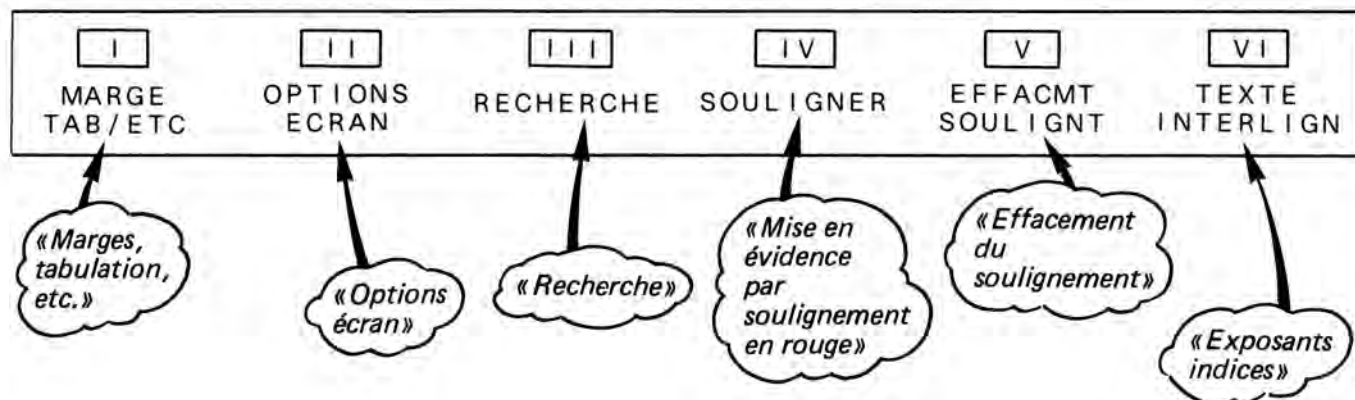 I II III IV V VI
MARGE OPTIONS RECHERCHE SOULIGNER EFFACMT TEXTE
TAB/ETC ECRAN SOULIGNT INTERLIGN
«Marges,
tabulation,
etc.»
«Options
écran»
«Recherche»
«Mise en
évidence
par
soulignement
en rouge»
«Effacement
du
soulignement»
«Exposants
indices»